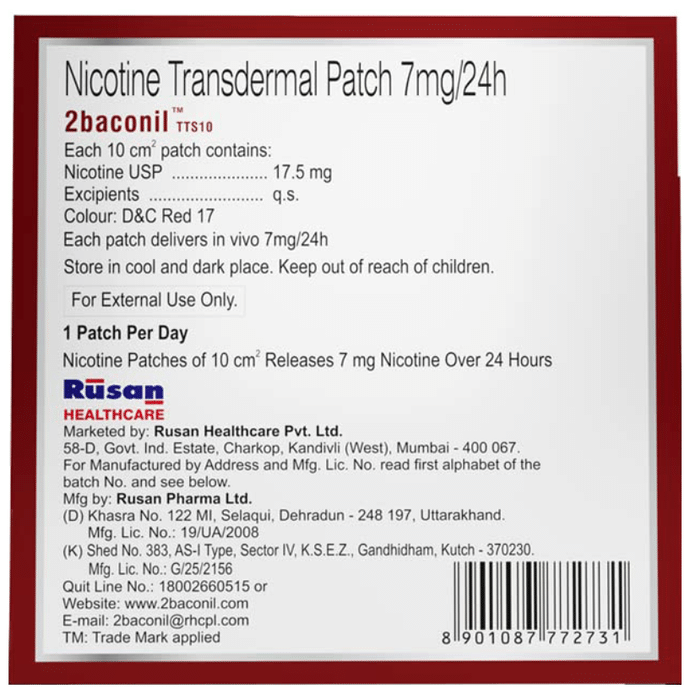 Nicotine Transdermal Patch 7mg/24h
2baconil™ TTS10
Each 10 cm² patch contains:
Nicotine USP ..................... 17.5 mg
Excipients ......................... q.s.
Colour: D&C Red 17
Each patch delivers in vivo 7mg/24h
Store in cool and dark place. Keep out of reach of children.
For External Use Only.
1 Patch Per Day
Nicotine Patches of 10 cm² Releases 7 mg Nicotine Over 24 Hours
Rūsan
HEALTHCARE
Marketed by: Rusan Healthcare Pvt. Ltd.
58-D, Govt. Ind. Estate, Charkop, Kandivli (West), Mumbai - 400 067.
For Manufactured by Address and Mfg. Lic. No. read first alphabet of the
batch No. and see below.
Mfg by: Rusan Pharma Ltd.
(D) Khasra No. 122 MI, Selaqui, Dehradun - 248 197, Uttarakhand.
Mfg. Lic. No.: 19/UA/2008
(K) Shed No. 383, AS-I Type, Sector IV, K.S.E.Z., Gandhidham, Kutch - 370230.
Mfg. Lic. No.: G/25/2156
Quit Line No.: 18002660515 or
Website: www.2baconil.com
E-mail: 2baconil@rhcpl.com
TM: Trade Mark applied
8 901087 772731